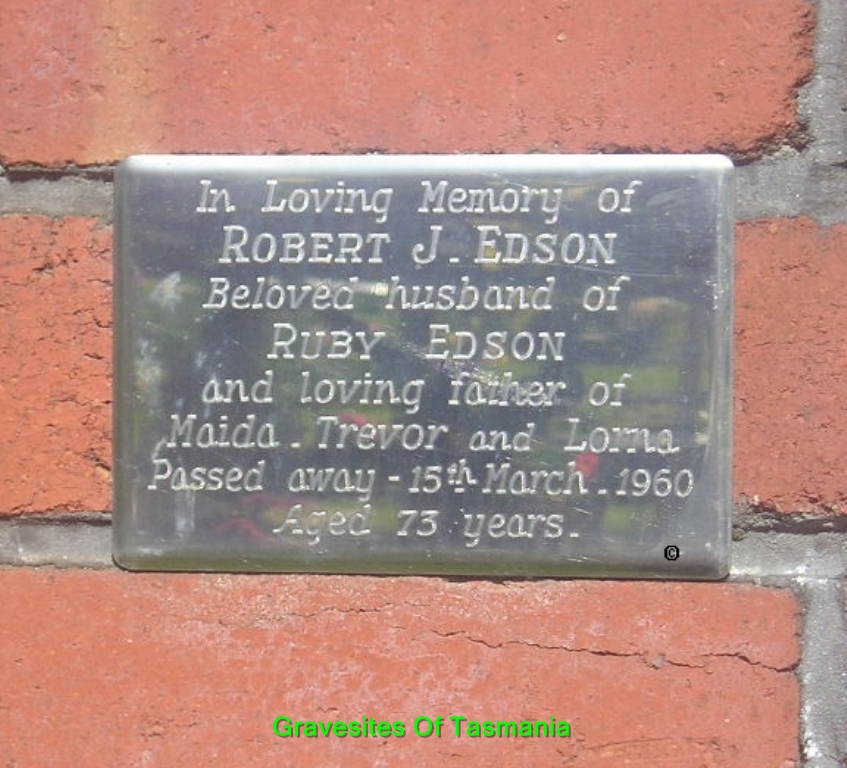 In Loving Memory of
ROBERT J. EDSON
Beloved husband of
RUBY EDSON
and loving father of
Maida. Trevor and Lorna
Passed away - 15th March. 1960
Aged 73 years.
©
Gravesites Of Tasmania